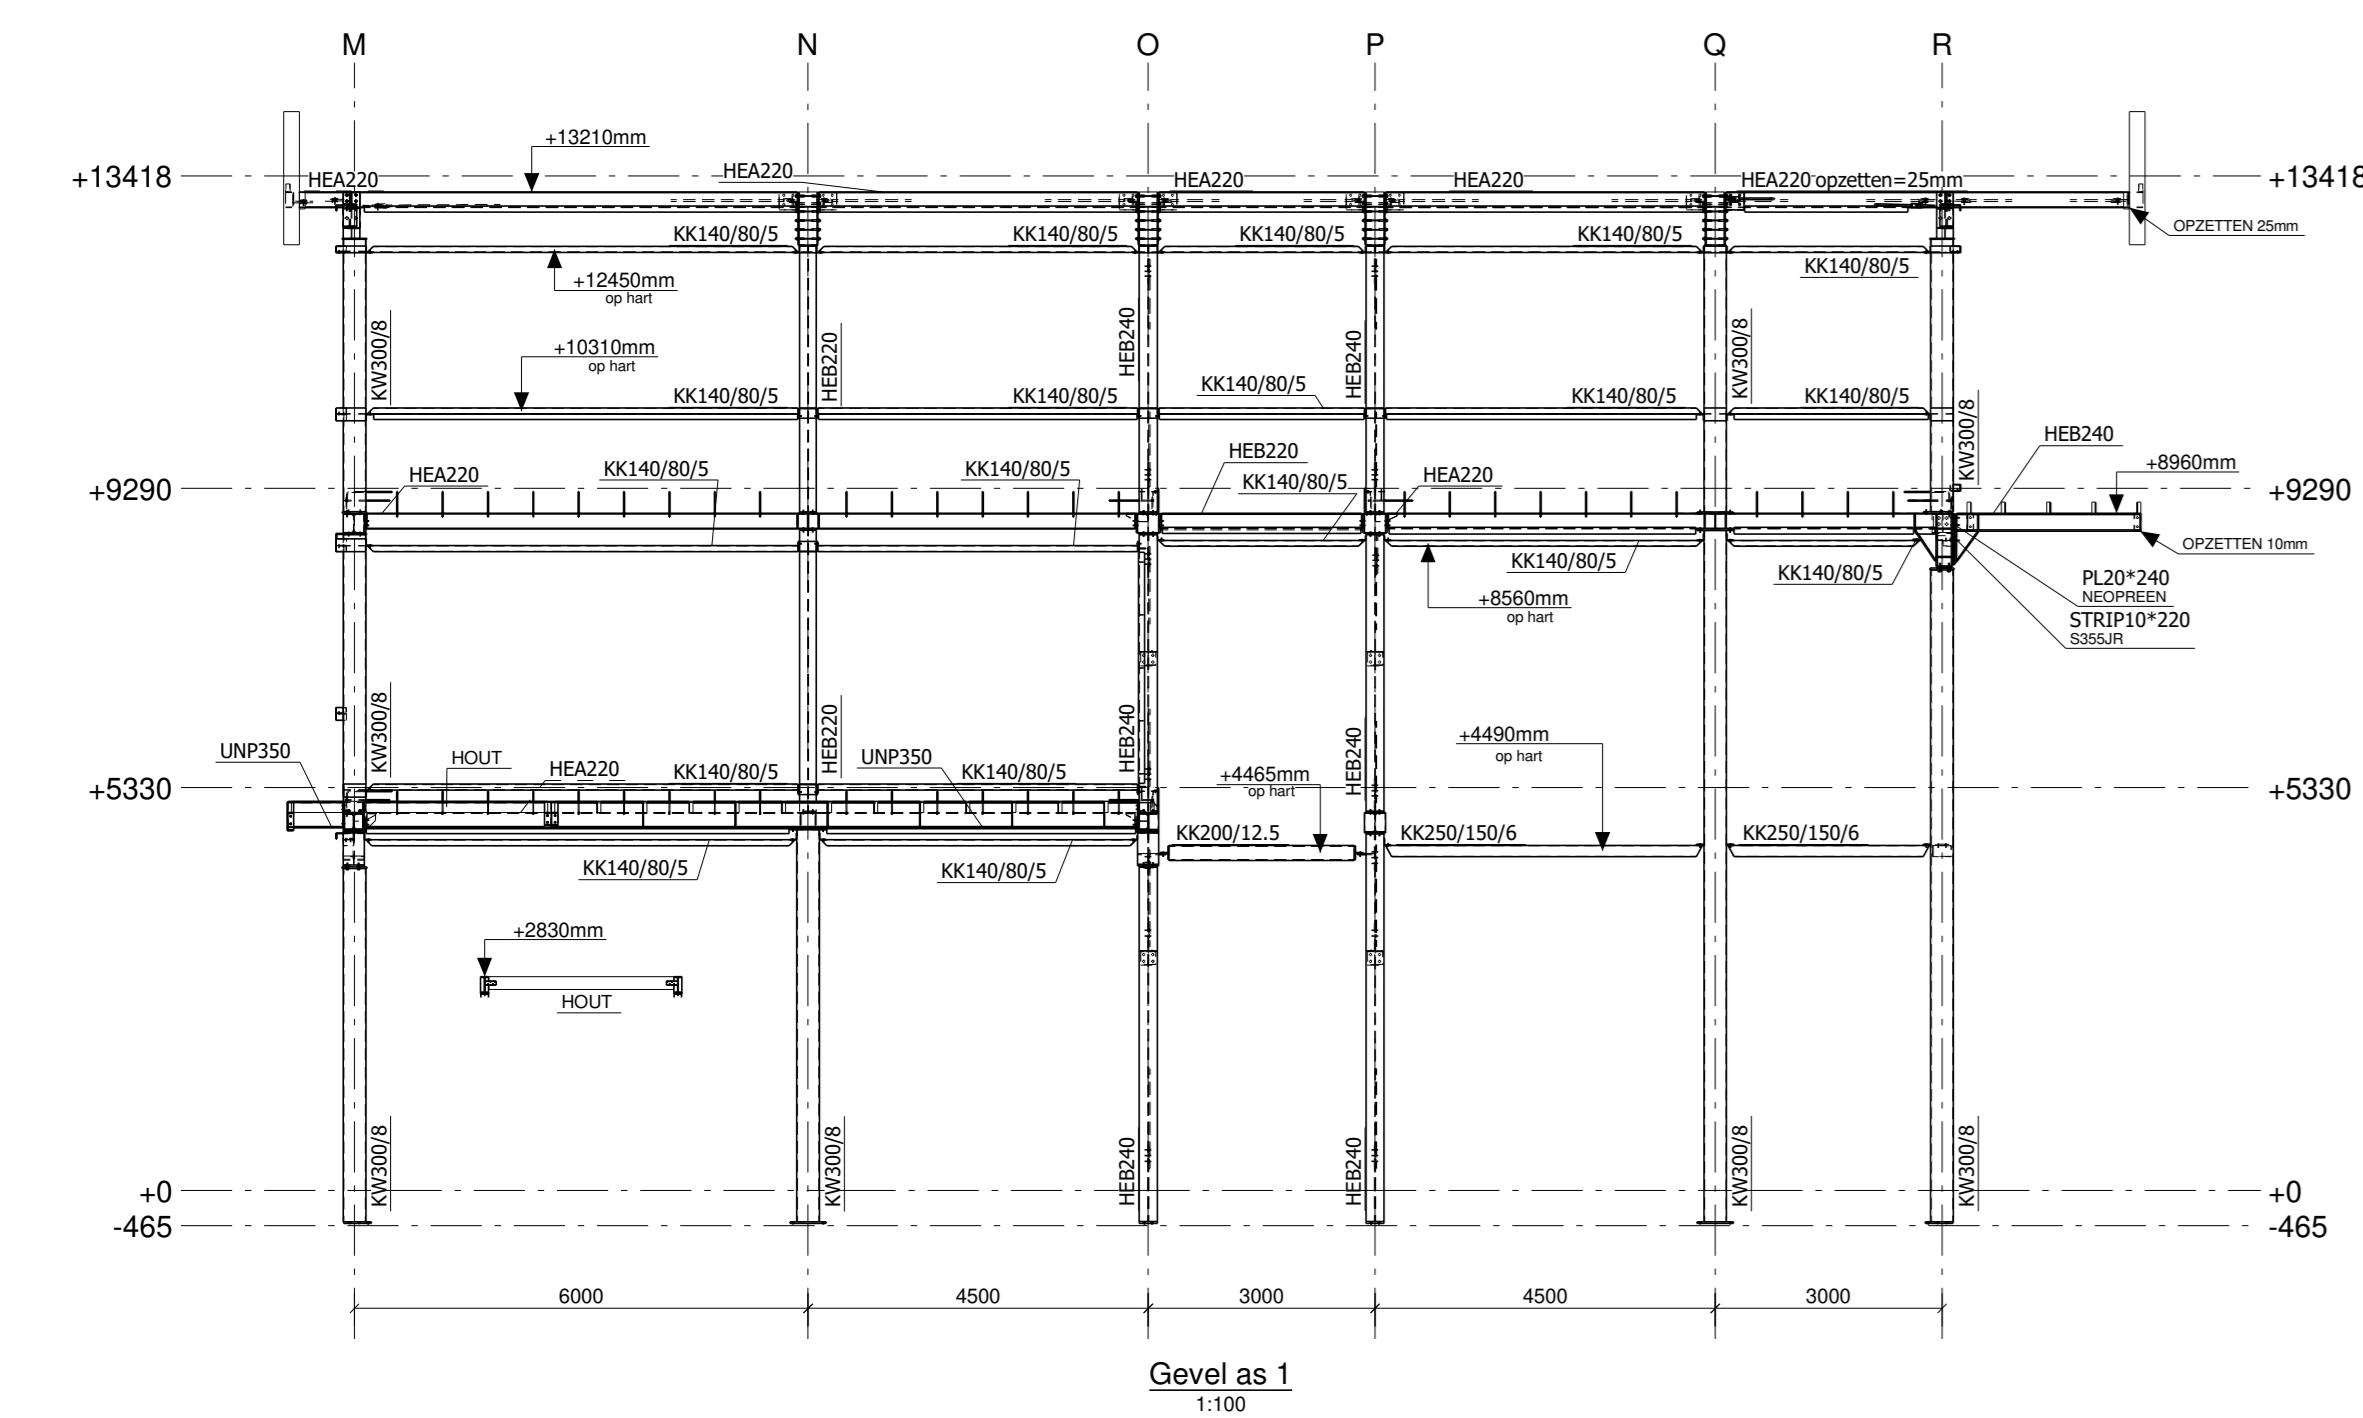 M N O P Q R
+13210mm
+13418 HEA220 HEA220 HEA220 HEA220 HEA220 opzetten=25mm +13418
OPZETTEN 25mm
KK140/80/5 KK140/80/5 KK140/80/5 KK140/80/5
KK140/80/5
+12450mm
op hart
KW300/8 HEB220 HEB240 HEB240 KW300/8
+10310mm
op hart
KK140/80/5 KK140/80/5 KK140/80/5 KK140/80/5 KK140/80/5
KW300/8
HEB240
HEB220
+8960mm
+9290 HEA220 KK140/80/5 KK140/80/5 KK140/80/5 HEA220 +9290
OPZETTEN 10mm
KK140/80/5 KK140/80/5
PL20*240
NEOPREEN
+8560mm
op hart
STRIP10*220
S355JR
KW300/8 HEB220 HEB240 HEB240
+4490mm
op hart
UNP350 HOUT HEA220 KK140/80/5 UNP350 KK140/80/5
+4465mm
op hart
+5330 +5330
KK200/12.5 KK250/150/6 KK250/150/6
KK140/80/5 KK140/80/5
+2830mm
HOUT
KW300/8 KW300/8 HEB240 HEB240 KW300/8 KW300/8
+0 +0
-465 -465
6000 4500 3000 4500 3000
Gevel as 1
1:100